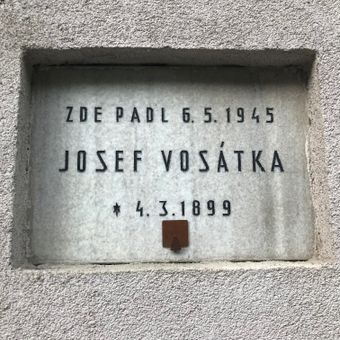 ZDE PADL 6.5.1945
JOSEF VOSÁTKA
* 4.3.1899